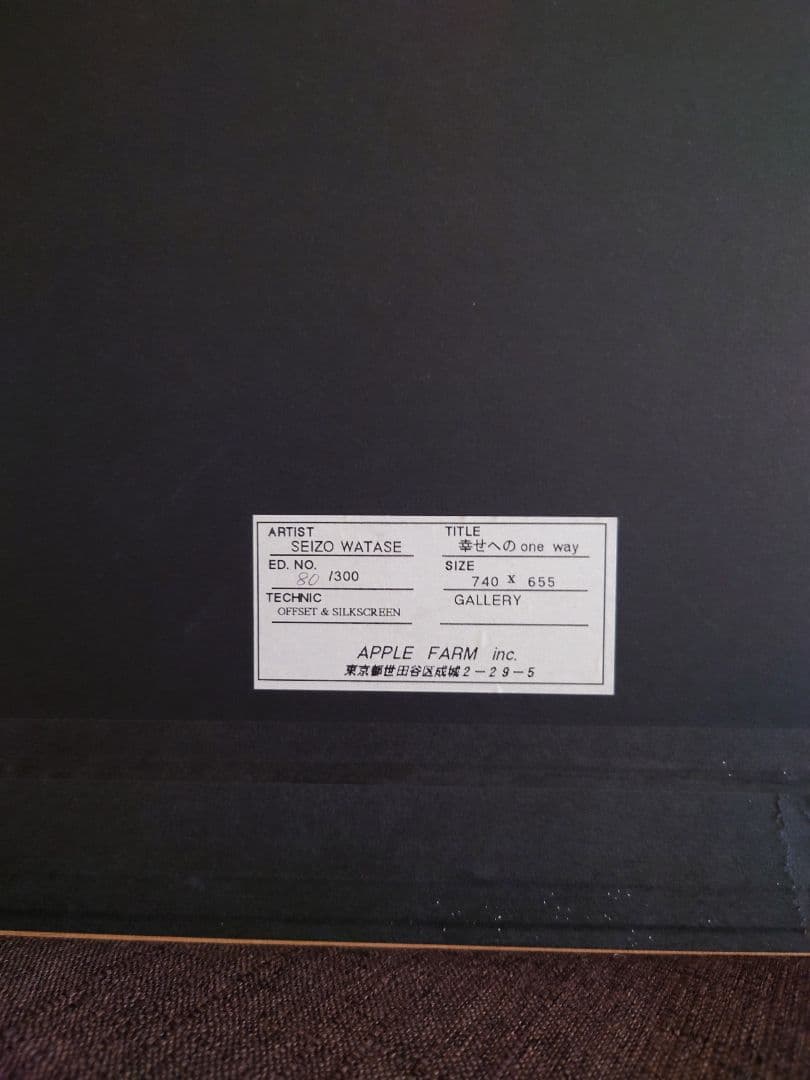 ARTIST
SEIZO WATASE
TITLE
幸せへの one way
ED. NO.
80 /300
SIZE
740 x 655
TECHNIC
OFFSET & SILKSCREEN
GALLERY
APPLE FARM inc.
東京都世田谷区成城2-29-5